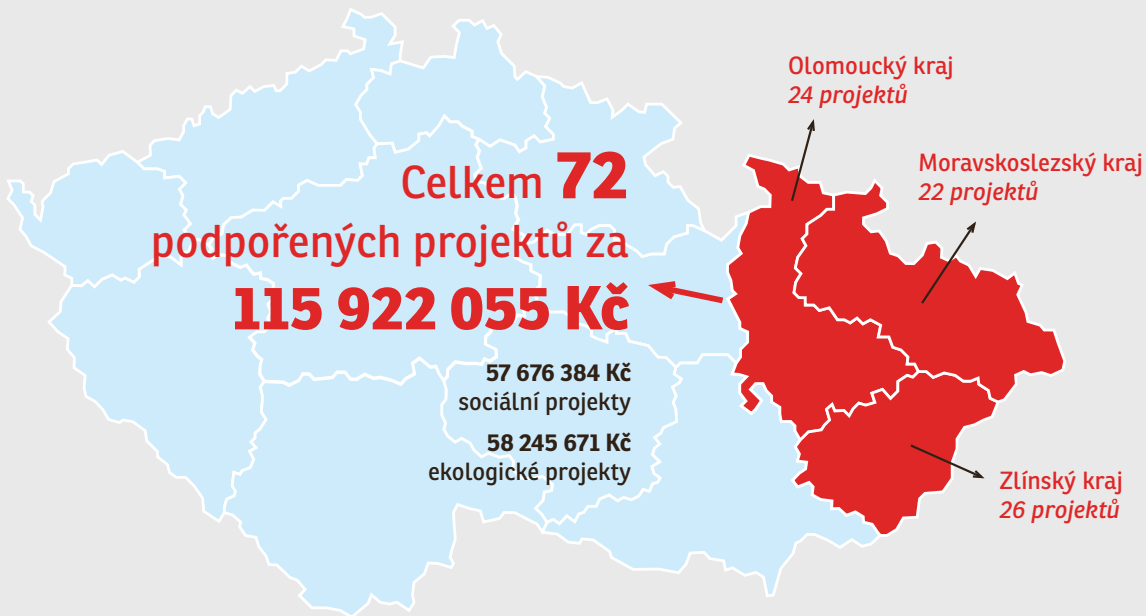 Olomoucký kraj
24 projektů
Moravskoslezský kraj
22 projektů
Celkem 72
podpořených projektů za
115 922 055 Kč
57 676 384 Kč
sociální projekty
58 245 671 Kč
ekologické projekty
Zlínský kraj
26 projektů